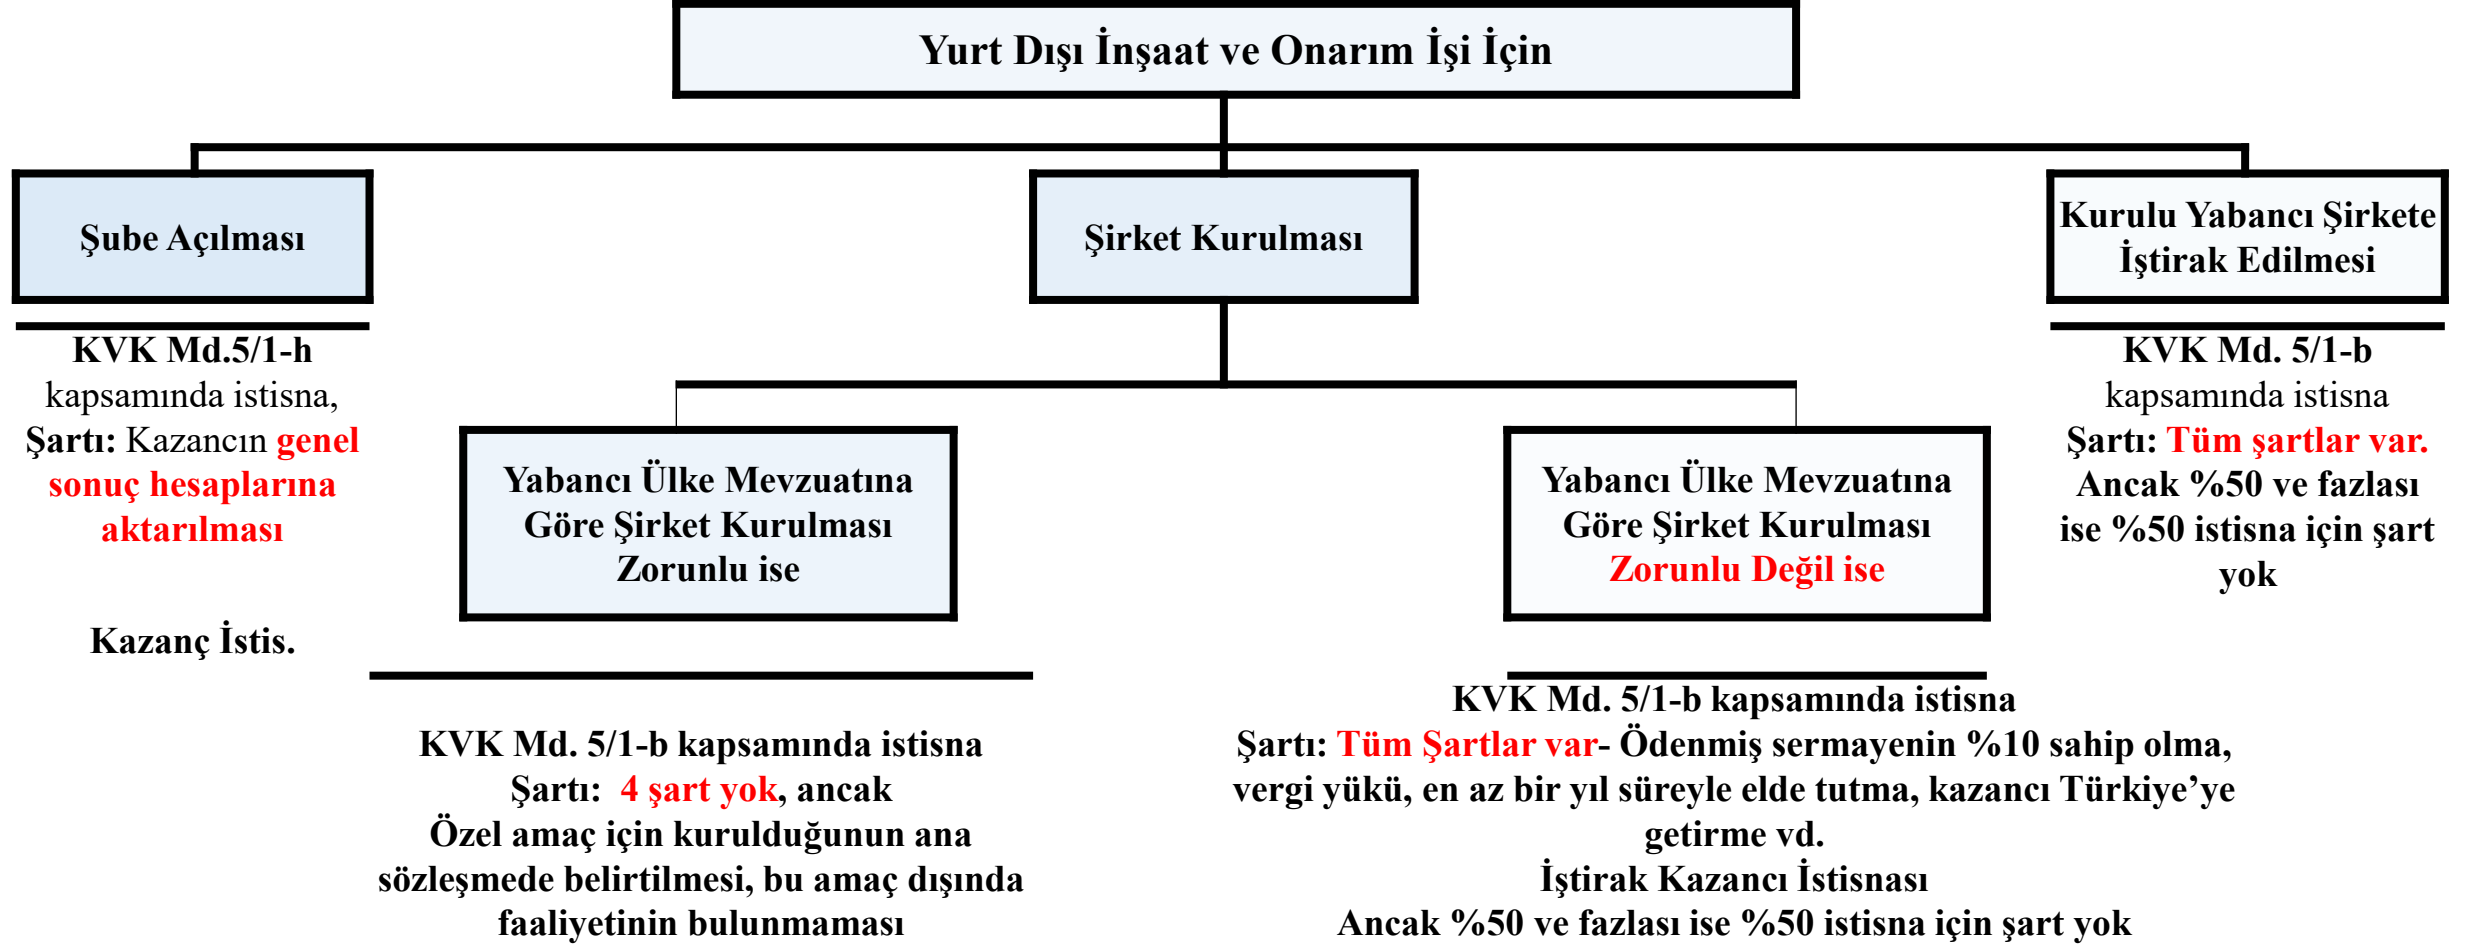 Yurt Dışı İnşaat ve Onarım İşi İçin
Şube Açılması
KVK Md.5/1-h
kapsamında istisna,
Şartı: Kazancın genel
sonuç hesaplarına
aktarılması
Kazanç İstis.
Şirket Kurulması
Yabancı Ülke Mevzuatına
Göre Şirket Kurulması
Zorunlu ise
KVK Md. 5/1-b kapsamında istisna
Şartı: 4 şart yok, ancak
Özel amaç için kurulduğunun ana
sözleşmede belirtilmesi, bu amaç dışında
faaliyetinin bulunmaması
Yabancı Ülke Mevzuatına
Göre Şirket Kurulması
Zorunlu Değil ise
KVK Md. 5/1-b kapsamında istisna
Şartı: Tüm Şartlar var- Ödenmiş sermayenin %10 sahip olma,
vergi yükü, en az bir yıl süreyle elde tutma, kazancı Türkiye’ye
getirme vd.
İştirak Kazancı İstisnası
Ancak %50 ve fazlası ise %50 istisna için şart yok
Kurulu Yabancı Şirkete
İştirak Edilmesi
KVK Md. 5/1-b
kapsamında istisna
Şartı: Tüm şartlar var.
Ancak %50 ve fazlası
ise %50 istisna için şart
yok